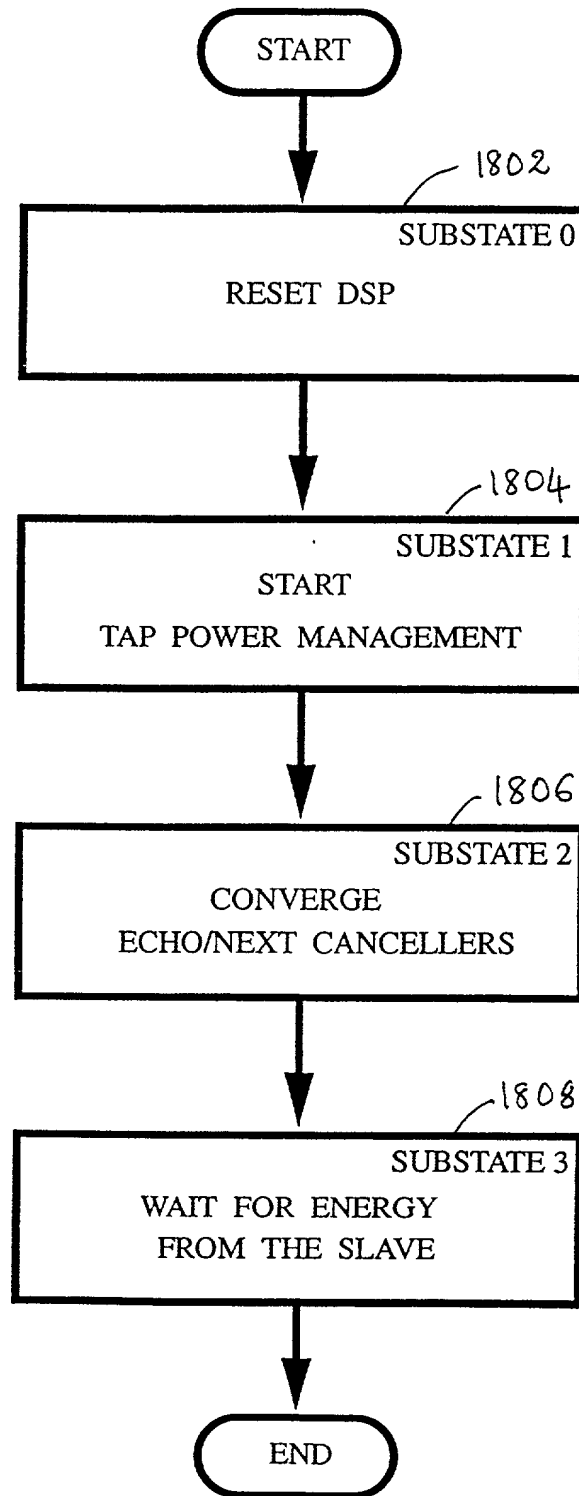 START
1802
SUBSTATE 0
RESET DSP
1804
SUBSTATE 1
START
TAP POWER MANAGEMENT
1806
SUBSTATE 2
CONVERGE
ECHO/NEXT CANCELLERS
1808
SUBSTATE 3
WAIT FOR ENERGY
FROM THE SLAVE
END